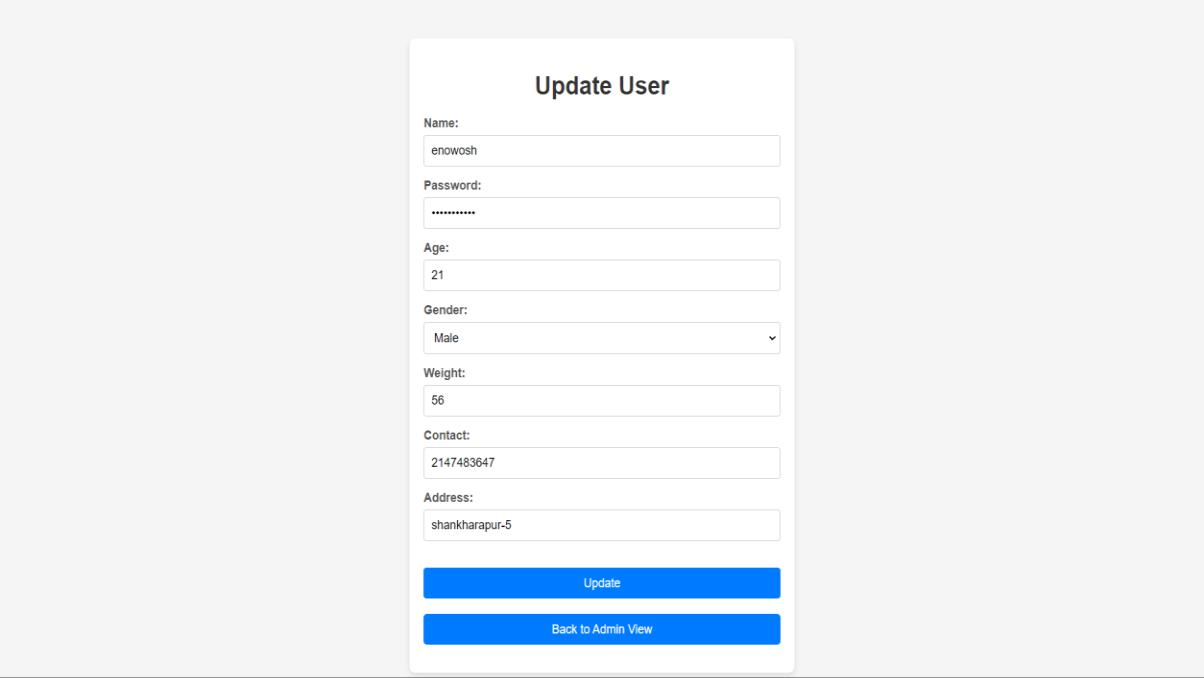 Update User
Name:
enowosh
Password:
•••••••••••
Age:
21
Gender:
Male
Weight:
56
Contact:
2147483647
Address:
shankharapur-5
Update
Back to Admin View